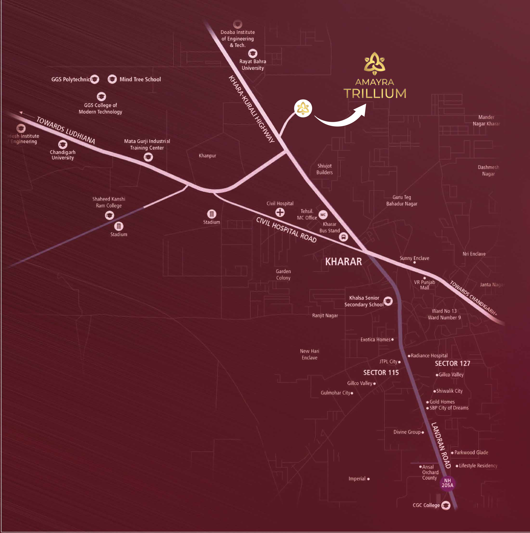 Doaba Institute
of Engineering
& Tech.
Rayat Bahra
University
AMAYRA
TRILLIUM
GGS Polytechnic
Mind Tree School
GGS College of
Modern Technology
KHARA-KURALI HIGHWAY
TOWARDS LUDHIANA
Institute
Engineering
Chandigarh
University
Mata Gurji Industrial
Training Center
Khanpur
Mander
Nagar Kharar
Shivjot
Builders
Dashmesh
Nagar
Shaheed Kanshi
Ram College
Stadium
Stadium
Civil Hospital
Tehsil
MC Office
Kharar
Bus Stand
Guru Teg
Bahadur Nagar
CIVIL HOSPITAL ROAD
KHARAR
Sunny Enclave
Nri Enclave
Garden
Colony
VR Punjab
Mall
TOWARDS CHANDIGARH
Janta Nagar
Khalsa Senior
Secondary School
Ranjit Nagar
Ward No 13
Ward Number 9
Exotica Homes
New Hari
Enclave
JTPL City
Radiance Hospital
SECTOR 127
SECTOR 115
Gillco Valley
Gillco Valley
Gulmohar City
Shiwalik City
Gold Homes
SBP City of Dreams
LANDRAN ROAD
Divine Group
Parkwood Glade
Ansal
Orchard
County
Lifestyle Residency
Imperial
NH
205A
CGC College